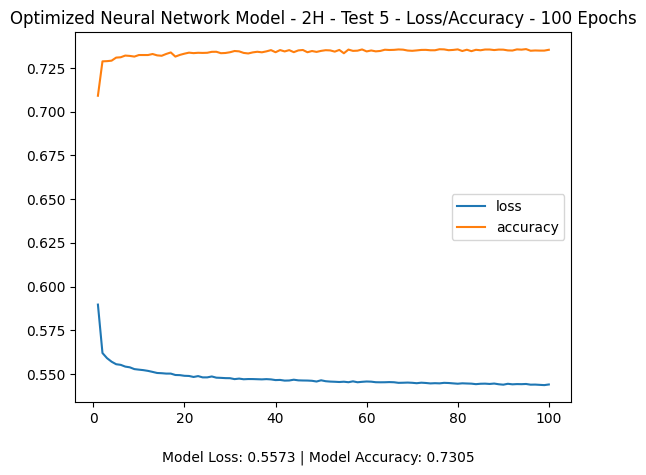 Optimized Neural Network Model - 2H - Test 5 - Loss/Accuracy - 100 Epochs
0.725
0.700
0.675
0.650
0.625
0.600
0.575
0.550
loss
accuracy
0 20 40 60 80 100
Model Loss: 0.5573 | Model Accuracy: 0.7305